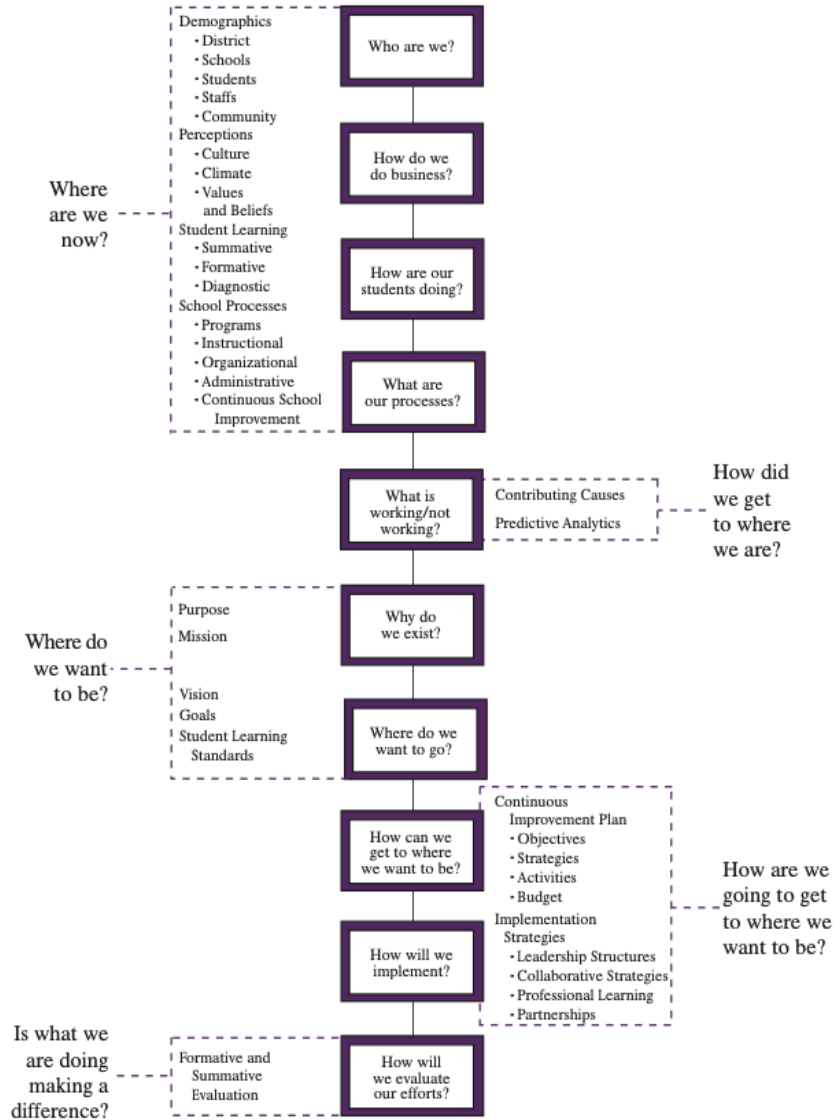 Where
are we
now?
Demographics
• District
• Schools
• Students
• Staffs
• Community
Perceptions
• Culture
• Climate
• Values
and Beliefs
Student Learning
• Summative
• Formative
• Diagnostic
School Processes
• Programs
• Instructional
• Organizational
• Administrative
• Continuous School
Improvement
Who are we?
How do we
do business?
How are our
students doing?
What are
our processes?
What is
working/not
working?
Contributing Causes
Predictive Analytics
How did
we get
to where
we are?
Where do
we want
to be?
Purpose
Mission
Vision
Goals
Student Learning
Standards
Why do
we exist?
Where do we
want to go?
How can we
get to where
we want to be?
How will we
implement?
Continuous
Improvement Plan
• Objectives
• Strategies
• Activities
• Budget
Implementation
Strategies
• Leadership Structures
• Collaborative Strategies
• Professional Learning
• Partnerships
How are we
going to get
to where we
want to be?
Is what we
are doing
making a
difference?
Formative and
Summative
Evaluation
How will
we evaluate
our efforts?